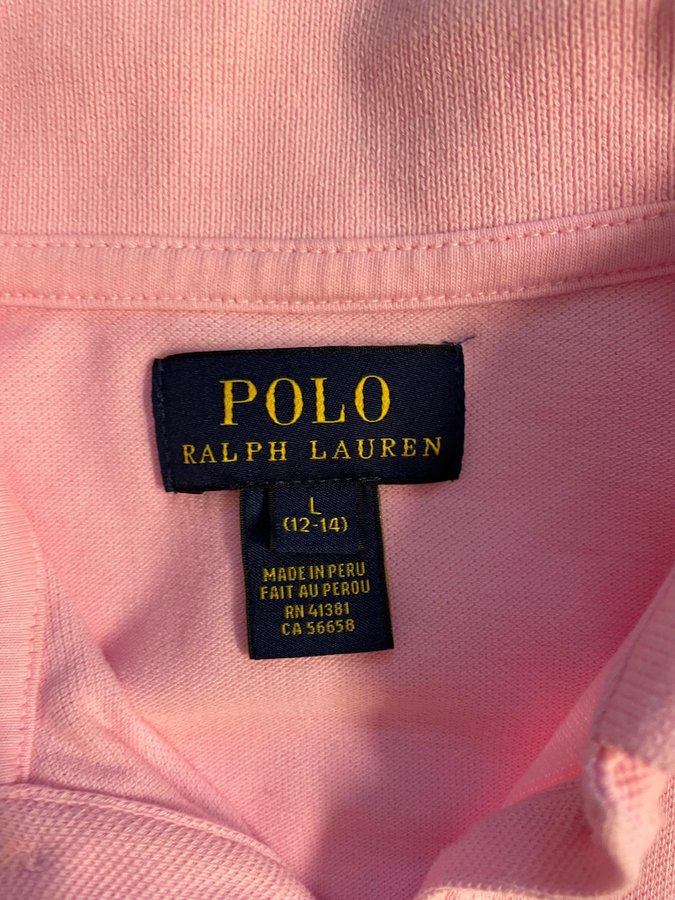 POLO
RALPH LAUREN
L
(12-14)
MADE IN PERU
FAIT AU PEROU
RN 41381
CA 56658